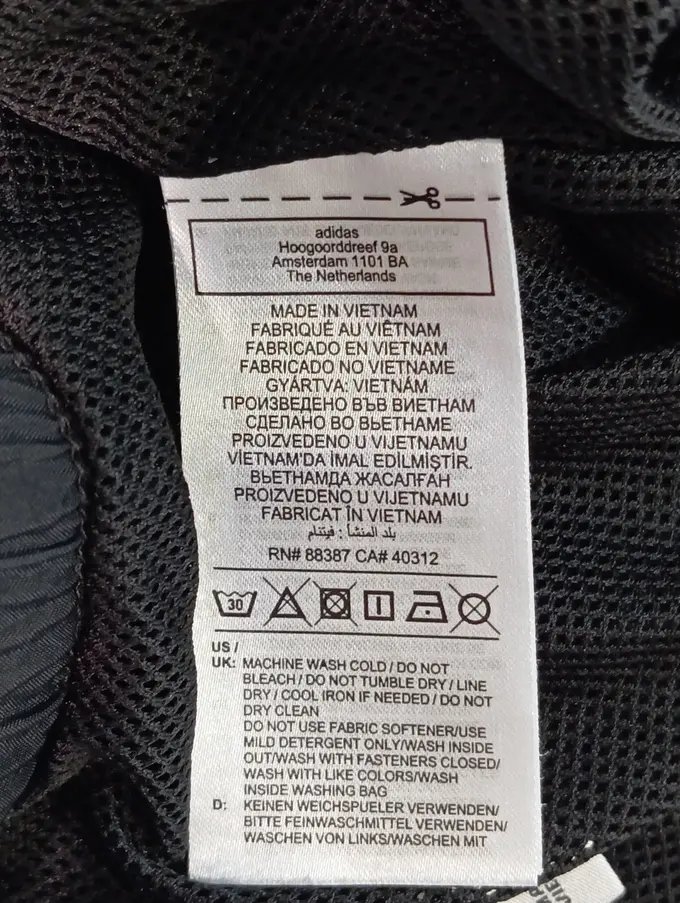 adidas
Hoogoorddreef 9a
Amsterdam 1101 BA
The Netherlands
MADE IN VIETNAM
FABRIQUÉ AU VIÊTNAM
FABRICADO EN VIETNAM
FABRICADO NO VIETNAME
GYÁRTVA: VIETNÁM
ПРОИЗВЕДЕНО ВЪВ ВИЕТНАМ
СДЕЛАНО ВО ВЬЕТНАМЕ
PROIZVEDENO U VIJETNAMU
VİETNAM'DA İMAL EDİLMİŞTİR.
ВЬЕТНАМДА ЖАСАЛҒАН
PROIZVEDENO U VIJETNAMU
FABRICAT ÎN VIETNAM
بلد المنشأ : فيتنام
RN# 88387 CA# 40312
30
US /
UK: MACHINE WASH COLD / DO NOT
BLEACH / DO NOT TUMBLE DRY / LINE
DRY / COOL IRON IF NEEDED / DO NOT
DRY CLEAN
DO NOT USE FABRIC SOFTENER/USE
MILD DETERGENT ONLY/WASH INSIDE
OUT/WASH WITH FASTENERS CLOSED/
WASH WITH LIKE COLORS/WASH
INSIDE WASHING BAG
D: KEINEN WEICHSPUELER VERWENDEN/
BITTE FEINWASCHMITTEL VERWENDEN/
WASCHEN VON LINKS/WASCHEN MIT